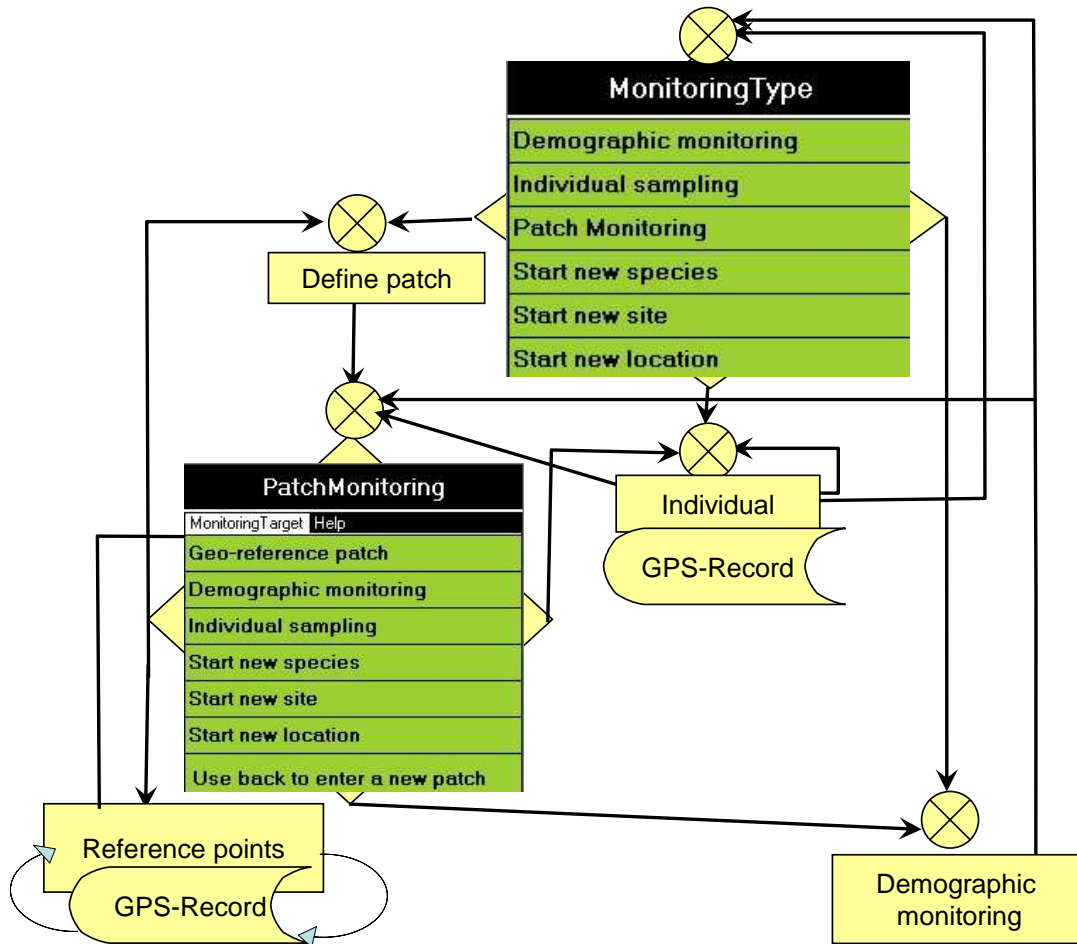 MonitoringType
Demographic monitoring
Individual sampling
Patch Monitoring
Start new species
Start new site
Start new location
Define patch
PatchMonitoring
MonitoringTarget Help
Geo-reference patch
Demographic monitoring
Individual sampling
Start new species
Start new site
Start new location
Use back to enter a new patch
Individual
GPS-Record
Reference points
GPS-Record
Demographic
monitoring